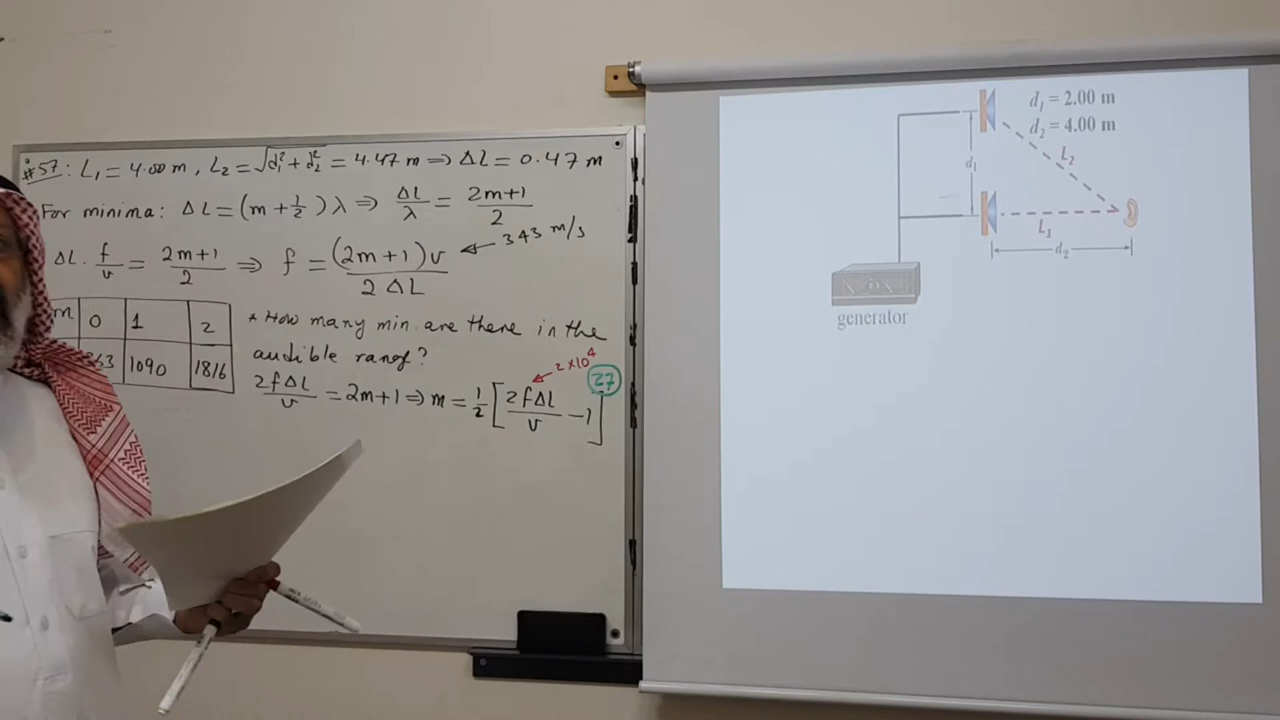 #57: L₁ = 4.00 m, L₂ = √(d₁² + d₂²) = 4.47 m ⇒ ΔL = 0.47 m
For minima: ΔL = (m + 1/2) λ ⇒ ΔL/λ = (2m+1)/2
ΔL · f/v = (2m+1)/2 ⇒ f = (2m+1)v / 2 ΔL ← 343 m/s
m 0 1 2
363 1090 1816
* How many min. are there in the
audible range?
2fΔL/v = 2m+1 ⇒ m = 1/2 [2fΔL/v − 1] 27
2×10⁴
d₁ = 2.00 m
d₂ = 4.00 m
d₁
L₂
L₁
d₂
generator